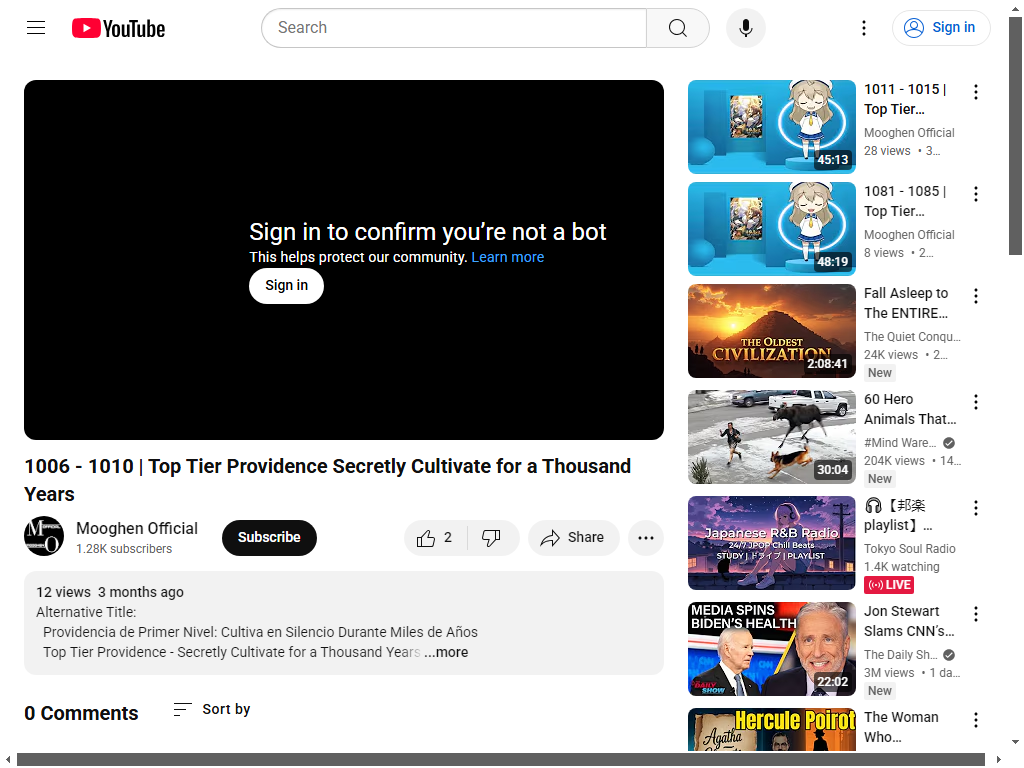 YouTube
Search
Sign in
Sign in to confirm you’re not a bot
This helps protect our community. Learn more
Sign in
1006 - 1010 | Top Tier Providence Secretly Cultivate for a Thousand
Years
Mooghen Official
1.28K subscribers
Subscribe
2
Share
12 views 3 months ago
Alternative Title:
Providencia de Primer Nivel: Cultiva en Silencio Durante Miles de Años
Top Tier Providence - Secretly Cultivate for a Thousand Years ...more
0 Comments
Sort by
45:13
1011 - 1015 |
Top Tier…
Mooghen Official
28 views • 3…
48:19
1081 - 1085 |
Top Tier…
Mooghen Official
8 views • 2…
THE OLDEST
CIVILIZATION
2:08:41
Fall Asleep to
The ENTIRE…
The Quiet Conqu…
24K views • 2…
New
30:04
60 Hero
Animals That…
#Mind Ware…
204K views • 14…
New
Japanese R&B Radio
24/7 JPOP Chill Beats
STUDY | ドライブ | PLAYLIST
🎧【邦楽
playlist】…
Tokyo Soul Radio
1.4K watching
LIVE
MEDIA SPINS
BIDEN'S HEALTH
THE DAILY
SHOW
22:02
Jon Stewart
Slams CNN’s…
The Daily Sh…
3M views • 1 da…
New
Hercule Poirot
Agatha
The Woman
Who…